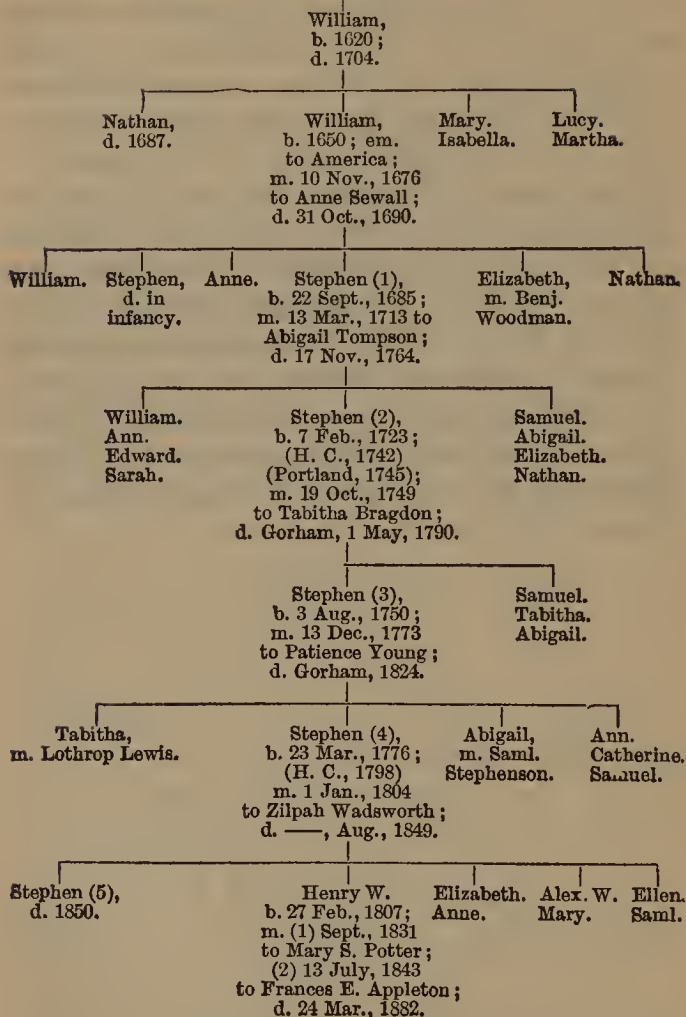 William,
b. 1620 ;
d. 1704.
Nathan,
d. 1687.
William,
b. 1650 ; em.
to America ;
m. 10 Nov., 1676
to Anne Sewall ;
d. 31 Oct., 1690.
Mary.
Isabella.
Lucy.
Martha.
William.
Stephen,
d. in
infancy.
Anne.
Stephen (1),
b. 22 Sept., 1685 ;
m. 13 Mar., 1713 to
Abigail Tompson ;
d. 17 Nov., 1764.
Elizabeth,
m. Benj.
Woodman.
Nathan.
William.
Ann.
Edward.
Sarah.
Stephen (2),
b. 7 Feb., 1723 ;
(H. C., 1742)
(Portland, 1745);
m. 19 Oct., 1749
to Tabitha Bragdon ;
d. Gorham, 1 May, 1790.
Samuel.
Abigail.
Elizabeth.
Nathan.
Stephen (3),
b. 3 Aug., 1750 ;
m. 13 Dec., 1773
to Patience Young ;
d. Gorham, 1824.
Samuel.
Tabitha.
Abigail.
Tabitha,
m. Lothrop Lewis.
Stephen (4),
b. 23 Mar., 1776 ;
(H. C., 1798)
m. 1 Jan., 1804
to Zilpah Wadsworth ;
d. ——, Aug., 1849.
Abigail,
m. Saml.
Stephenson.
Ann.
Catherine.
Samuel.
Stephen (5),
d. 1850.
Henry W.
b. 27 Feb., 1807;
m. (1) Sept., 1831
to Mary S. Potter ;
(2) 13 July, 1843
to Frances E. Appleton ;
d. 24 Mar., 1882.
Elizabeth.
Anne.
Alex. W.
Mary.
Ellen.
Saml.